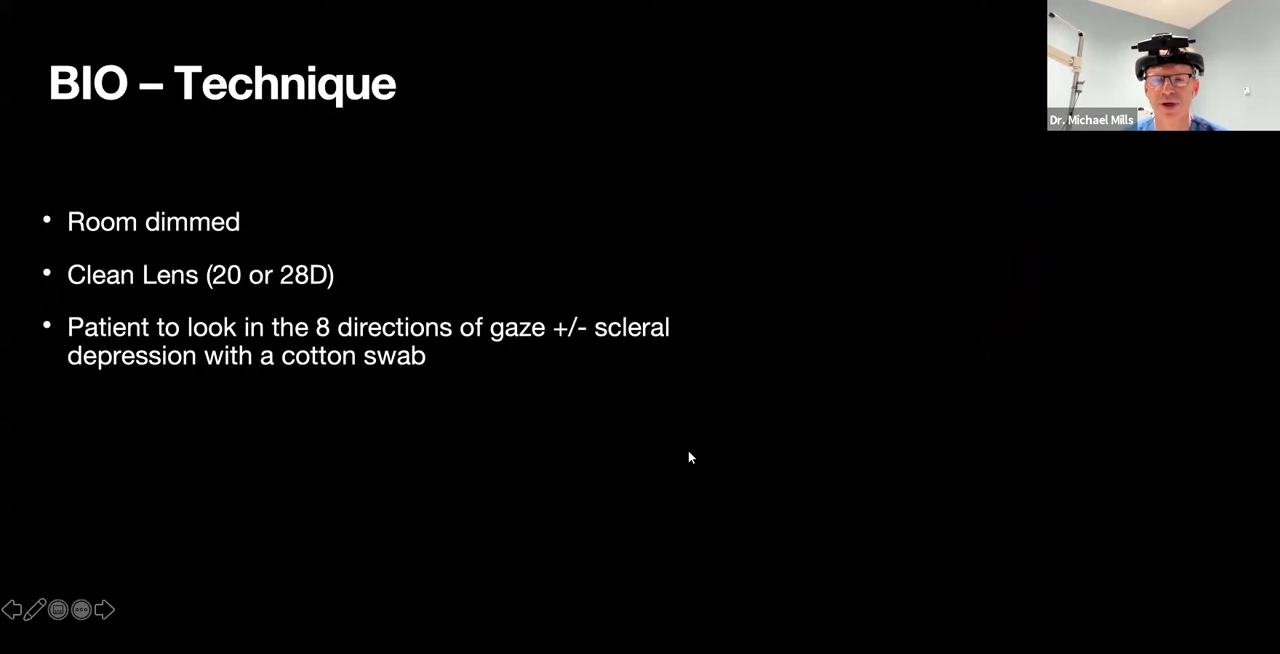 BIO – Technique
Dr. Michael Mills
• Room dimmed
• Clean Lens (20 or 28D)
• Patient to look in the 8 directions of gaze +/- scleral
depression with a cotton swab